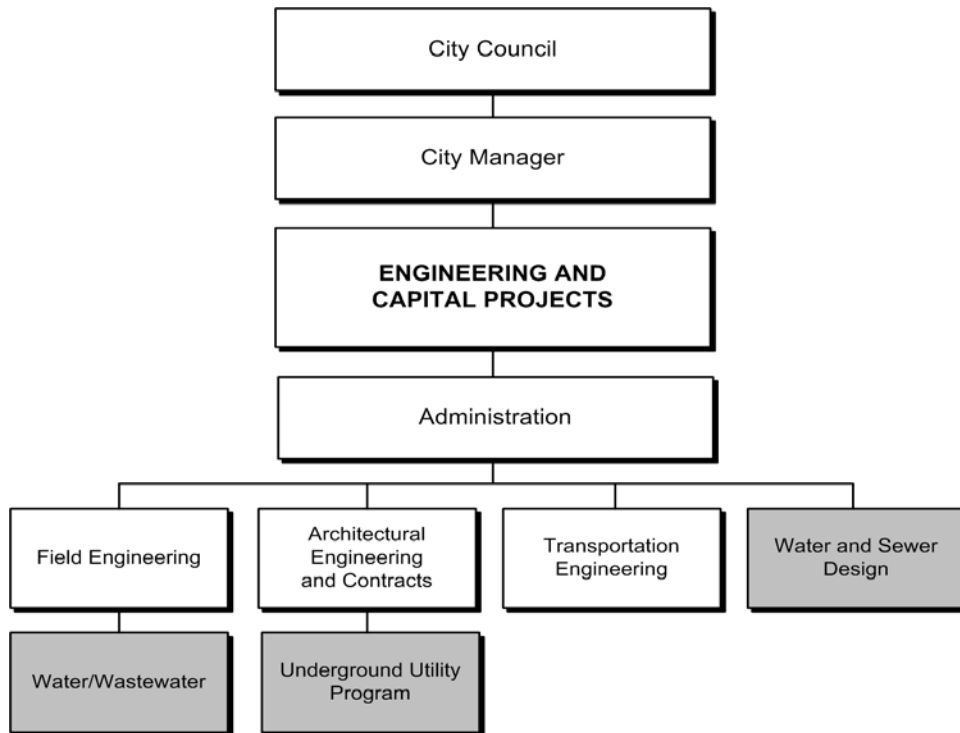 City Council
City Manager
ENGINEERING AND
CAPITAL PROJECTS
Administration
Field Engineering
Architectural
Engineering
and Contracts
Transportation
Engineering
Water and Sewer
Design
Water/Wastewater
Underground Utility
Program